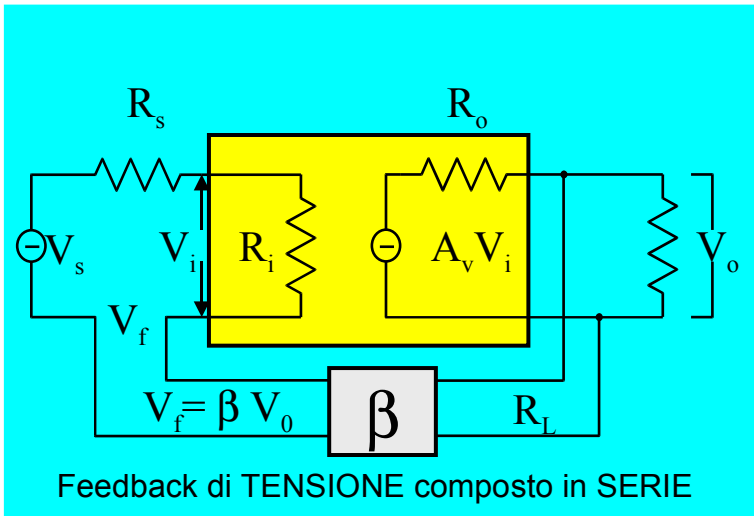 Rs Ro
Vs Vi Ri AvVi Vo
Vf
Vf= β V0 β RL
Feedback di TENSIONE composto in SERIE